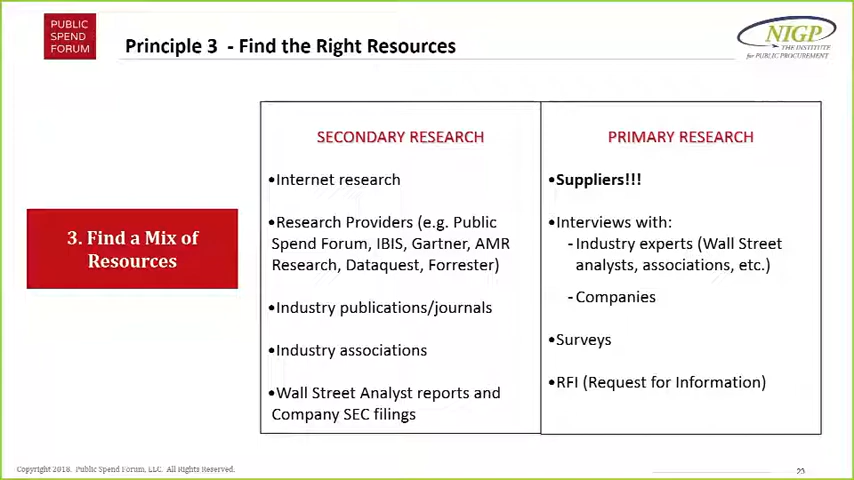 PUBLIC
SPEND
FORUM
Principle 3 - Find the Right Resources
NIGP
THE INSTITUTE
for PUBLIC PROCUREMENT
3. Find a Mix of
Resources
SECONDARY RESEARCH
•Internet research
•Research Providers (e.g. Public
Spend Forum, IBIS, Gartner, AMR
Research, Dataquest, Forrester)
•Industry publications/journals
•Industry associations
•Wall Street Analyst reports and
Company SEC filings
PRIMARY RESEARCH
•Suppliers!!!
•Interviews with:
- Industry experts (Wall Street
analysts, associations, etc.)
- Companies
•Surveys
•RFI (Request for Information)
Copyright 2018. Public Spend Forum, LLC. All Rights Reserved.